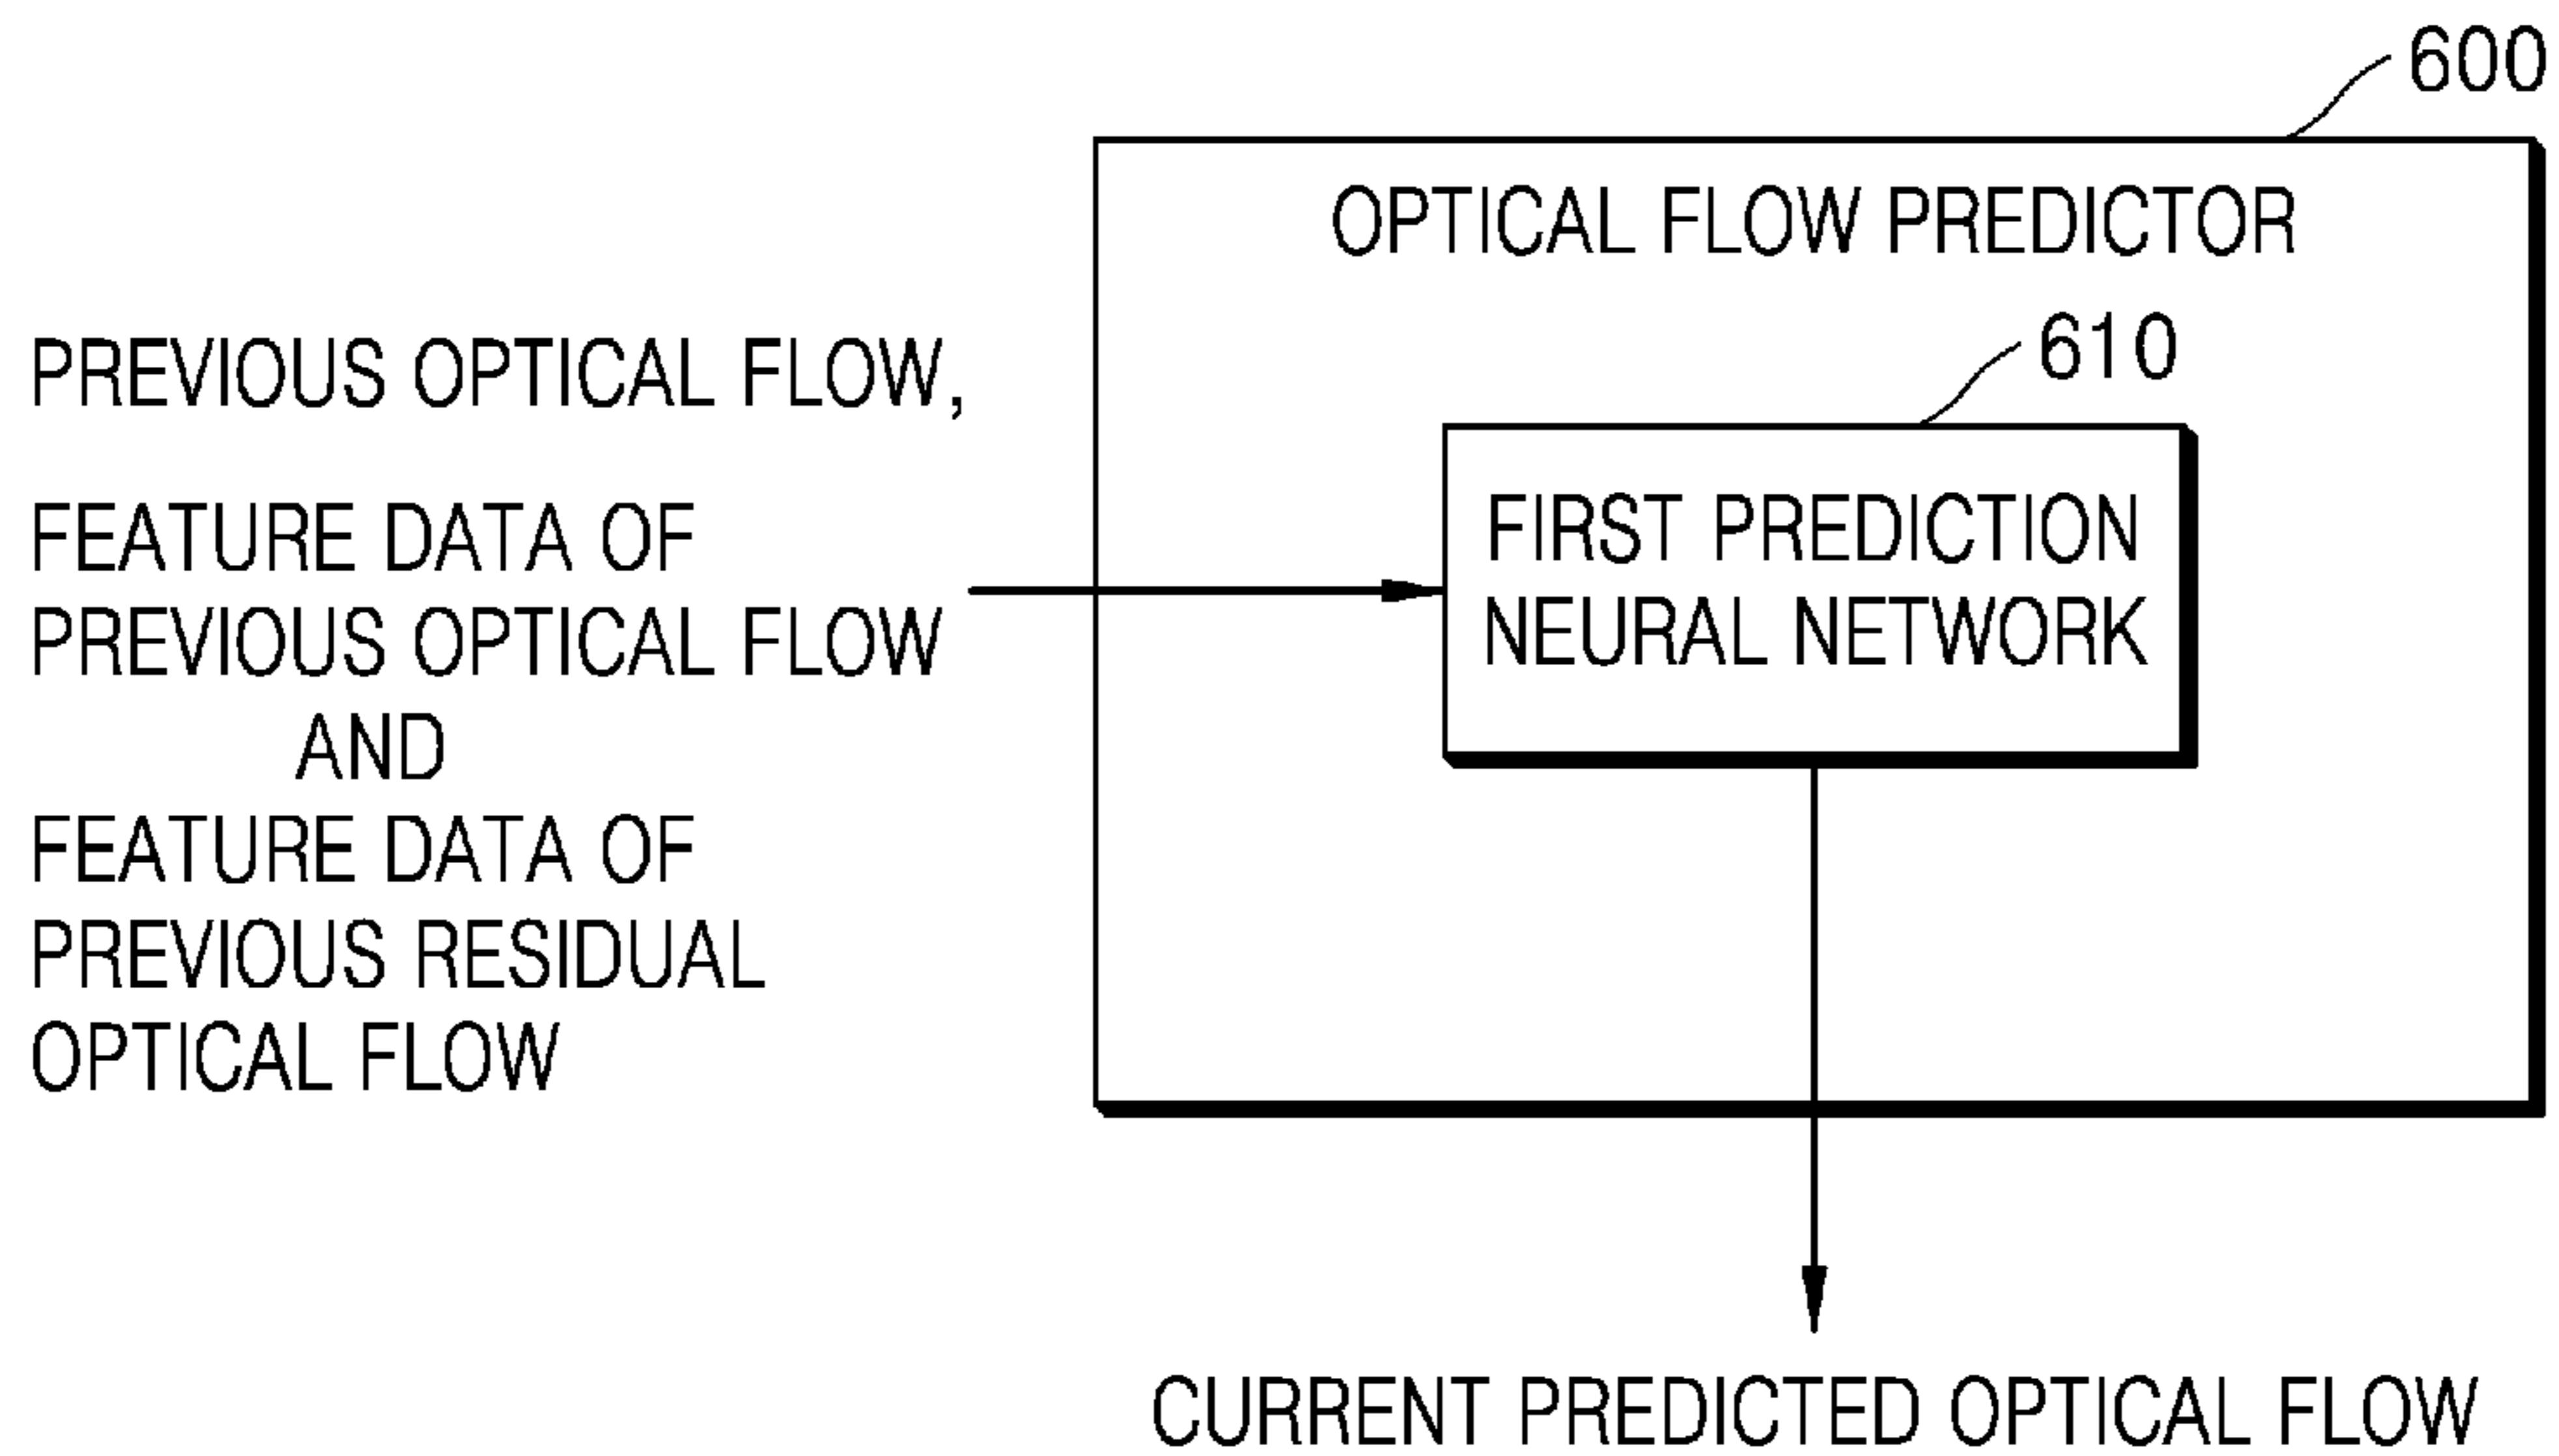 600
OPTICAL FLOW PREDICTOR
610
PREVIOUS OPTICAL FLOW,
FEATURE DATA OF
PREVIOUS OPTICAL FLOW
AND
FEATURE DATA OF
PREVIOUS RESIDUAL
OPTICAL FLOW
FIRST PREDICTION
NEURAL NETWORK
CURRENT PREDICTED OPTICAL FLOW